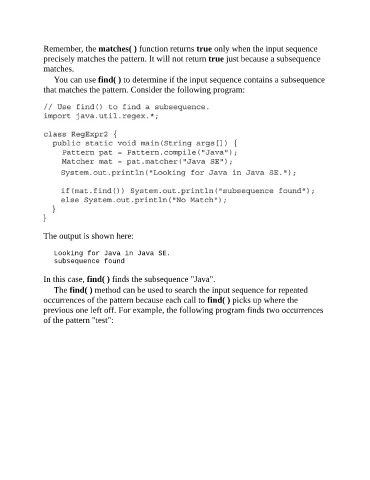 Remember, the matches( ) function returns true only when the input sequence
precisely matches the pattern. It will not return true just because a subsequence
matches.
You can use find( ) to determine if the input sequence contains a subsequence
that matches the pattern. Consider the following program:
// Use find() to find a subsequence.
import java.util.regex.*;
class RegExpr2 {
public static void main(String args[]) {
Pattern pat = Pattern.compile("Java");
Matcher mat = pat.matcher("Java SE");
System.out.println("Looking for Java in Java SE.");
if(mat.find()) System.out.println("subsequence found");
else System.out.println("No Match");
}
}
The output is shown here:
Looking for Java in Java SE.
subsequence found
In this case, find( ) finds the subsequence "Java".
The find( ) method can be used to search the input sequence for repeated
occurrences of the pattern because each call to find( ) picks up where the
previous one left off. For example, the following program finds two occurrences
of the pattern "test":